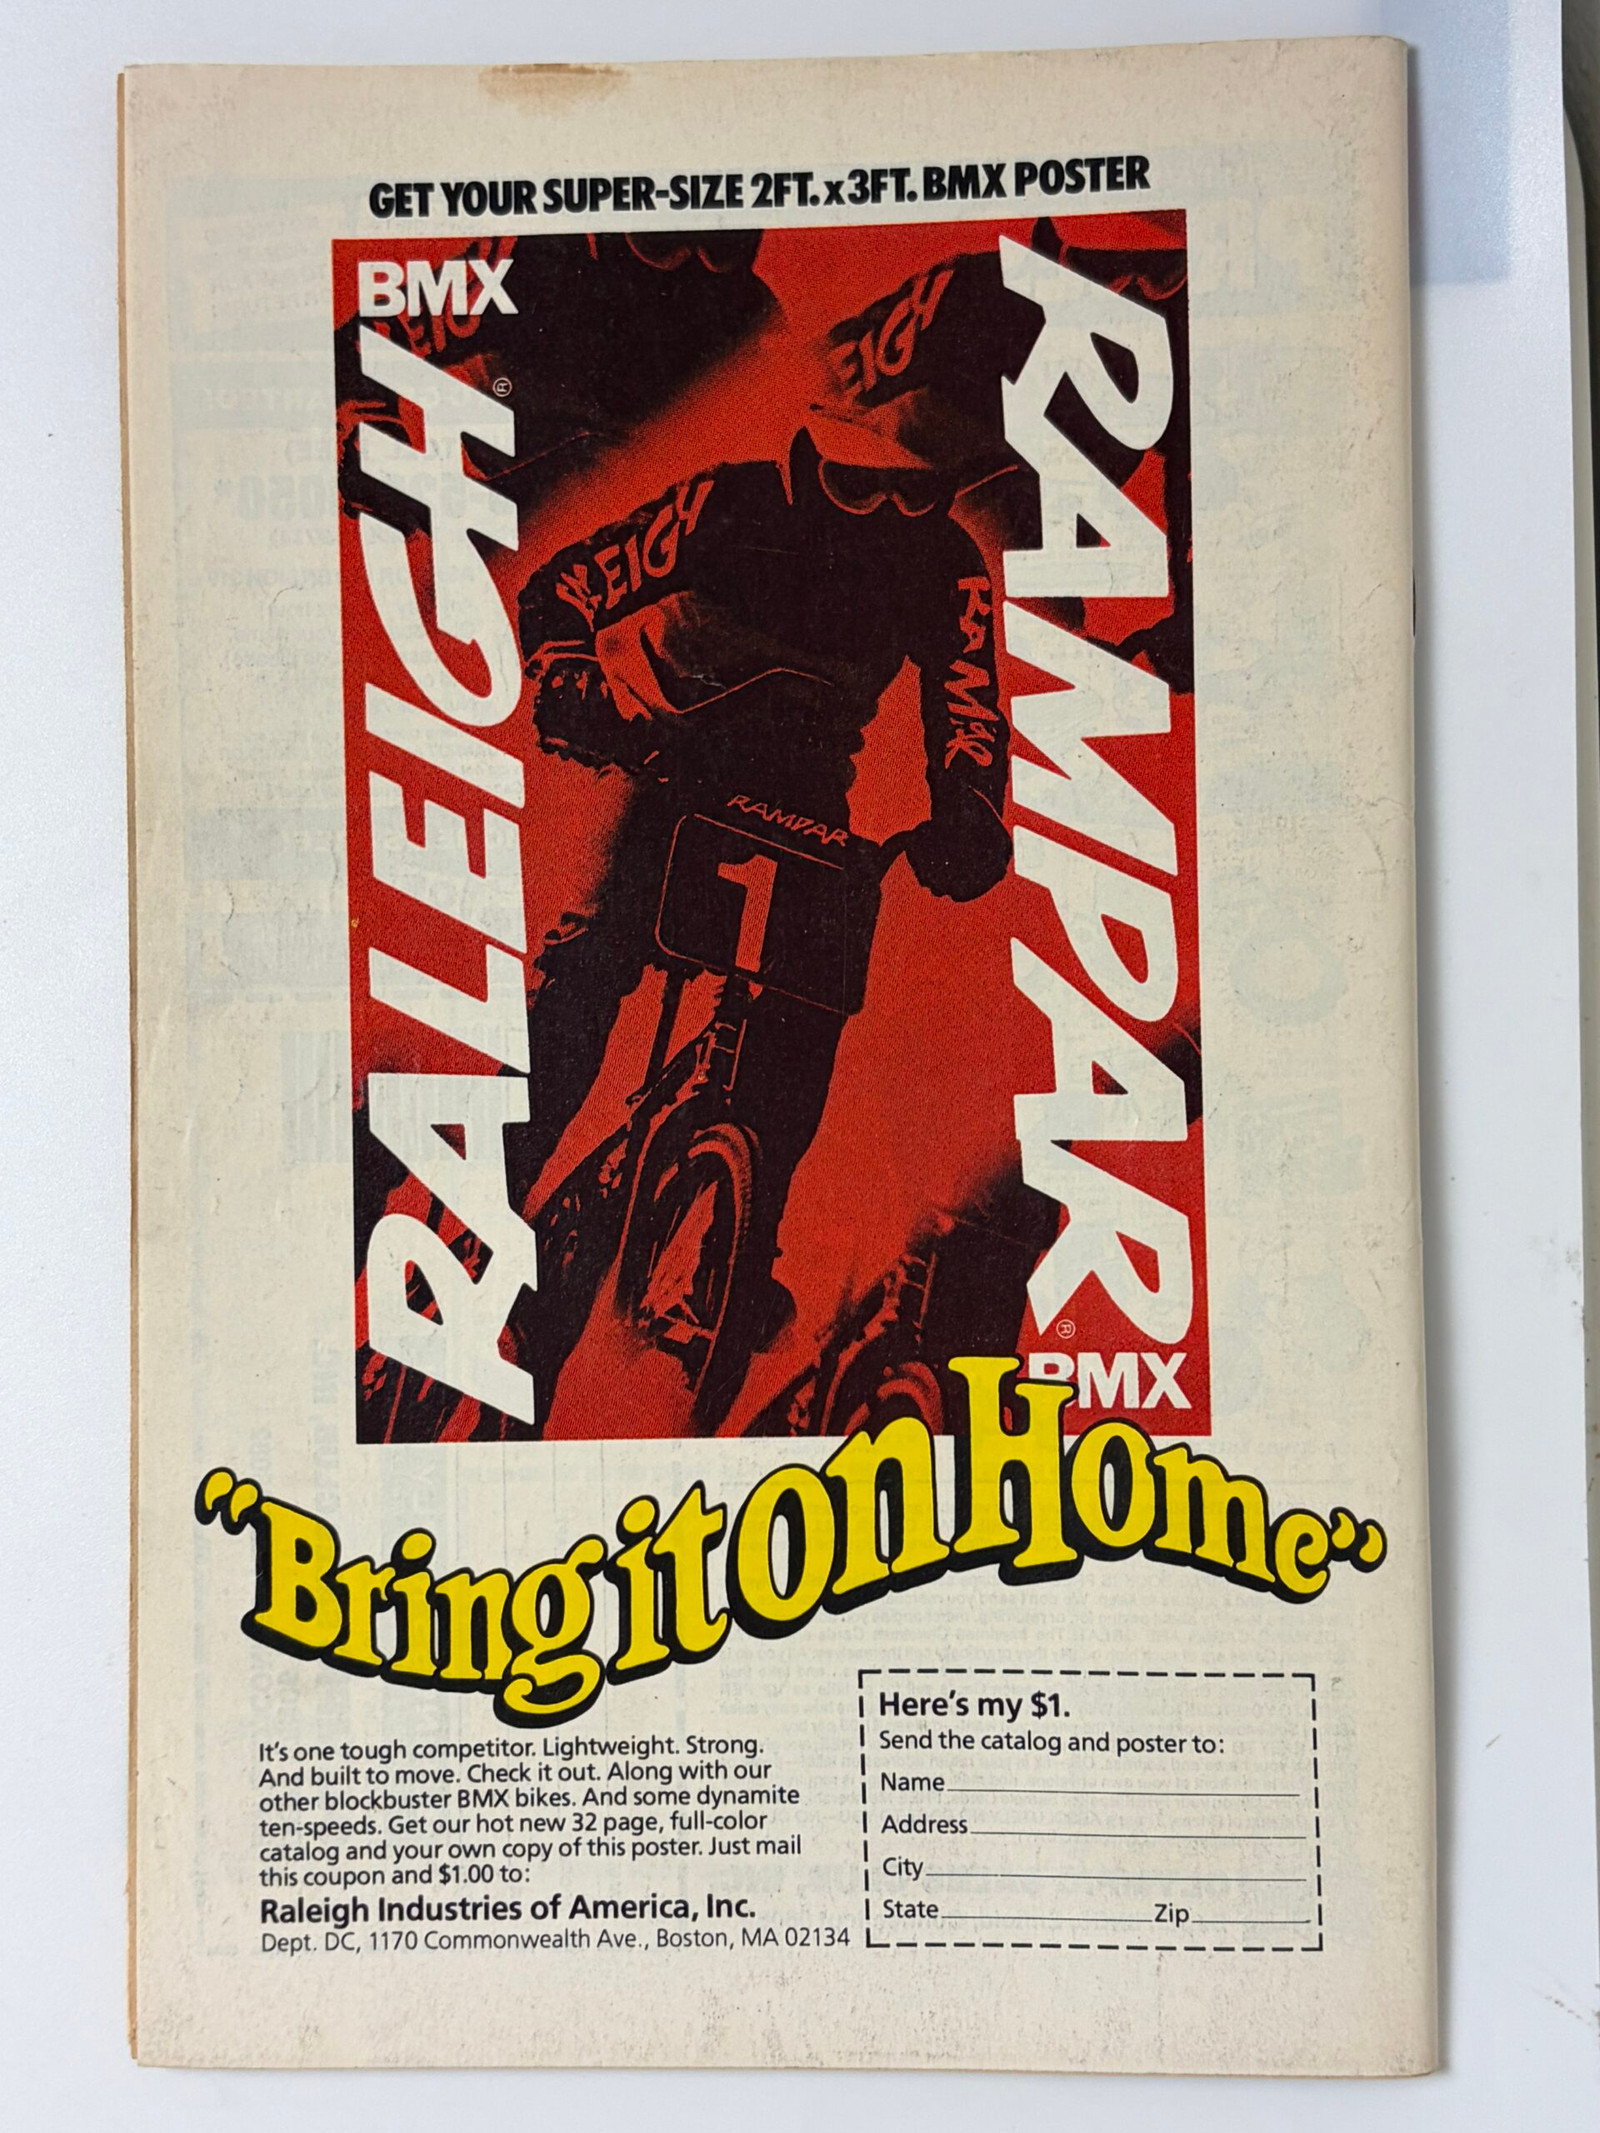 GET YOUR SUPER-SIZE 2FT. x 3FT. BMX POSTER
BMX
RALEIGH®
RAMPAR®
BMX
EIGH
LEIGH
RAMPAR
RAMPAR
1
“Bring it on Home”
It's one tough competitor. Lightweight. Strong.
And built to move. Check it out. Along with our
other blockbuster BMX bikes. And some dynamite
ten-speeds. Get our hot new 32 page, full-color
catalog and your own copy of this poster. Just mail
this coupon and $1.00 to:
Raleigh Industries of America, Inc.
Dept. DC, 1170 Commonwealth Ave., Boston, MA 02134
Here's my $1.
Send the catalog and poster to:
Name
Address
City
State Zip